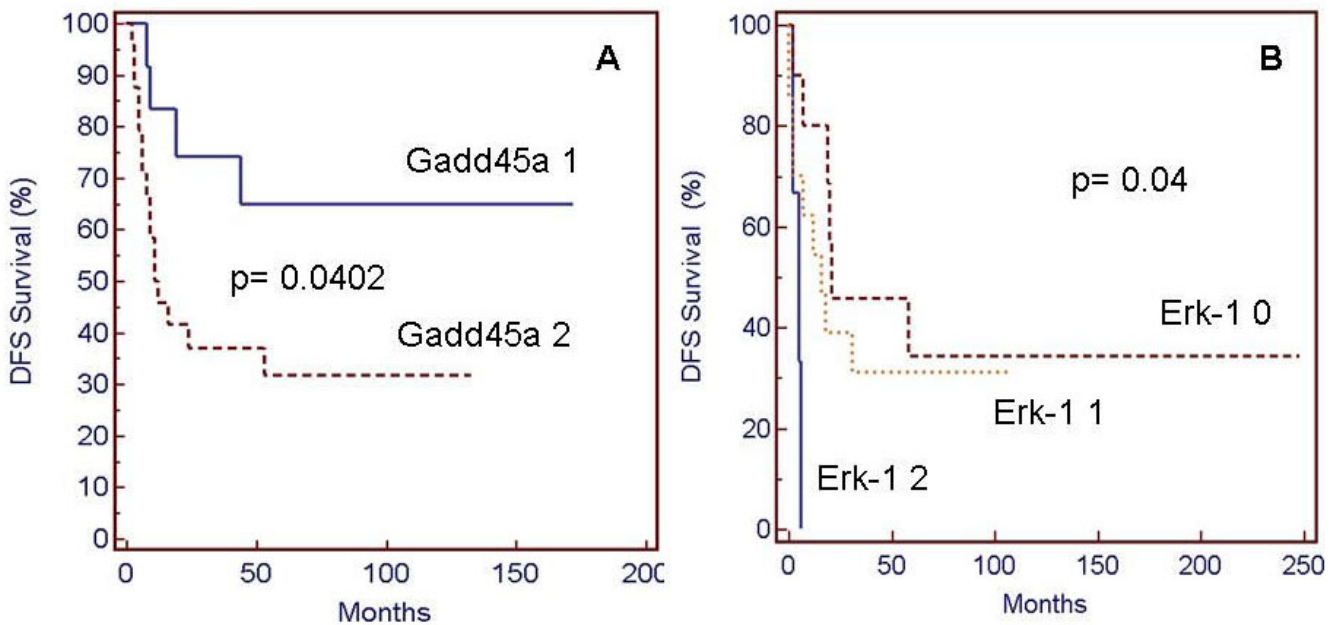 A
100
90
80
70
60
50
40
30
20
10
0
DFS Survival (%)
Gadd45a 1
p= 0.0402
Gadd45a 2
0 50 100 150 200
Months
B
100
80
60
40
20
0
DFS Survival (%)
p= 0.04
Erk-1 0
Erk-1 1
Erk-1 2
0 50 100 150 200 250
Months